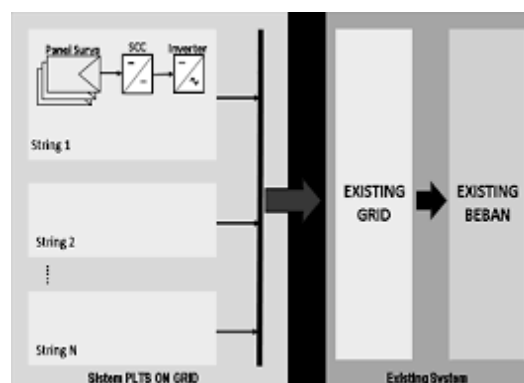 Panel Surya
SCC
Inverter
String 1
String 2
String N
Sistem PLTS ON GRID
EXISTING
GRID
EXISTING
BEBAN
Existing System